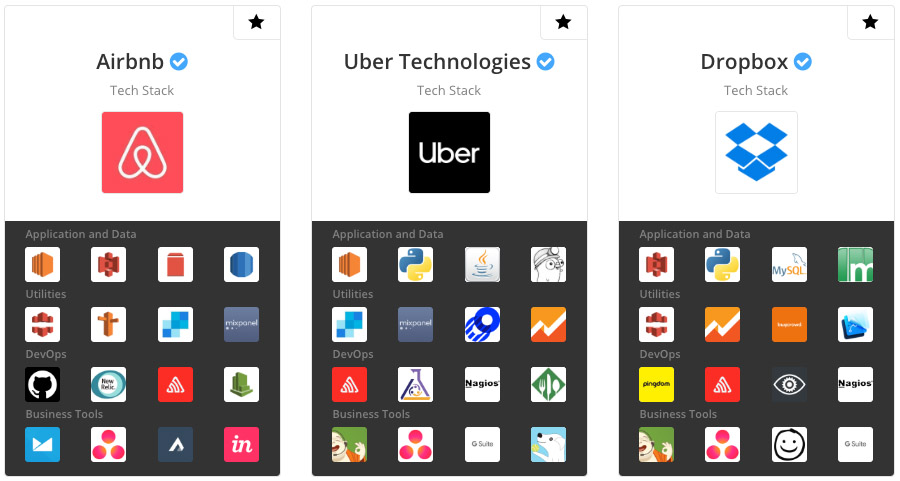 Airbnb
Tech Stack
Application and Data
Utilities
mixpanel
DevOps
New Relic.
Business Tools
in
Uber Technologies
Tech Stack
Uber
Application and Data
Utilities
mixpanel
DevOps
Nagios
Business Tools
G Suite
Dropbox
Tech Stack
Application and Data
MySQL
m
Utilities
DevOps
pingdom
Nagios
Business Tools
G Suite